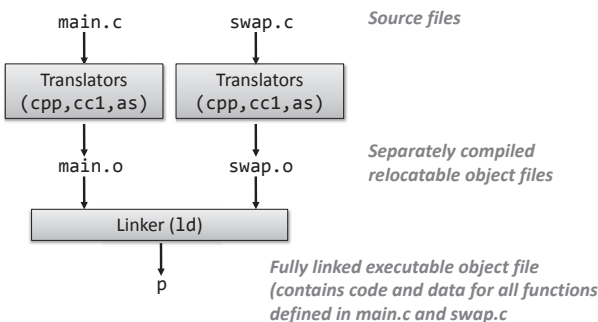 main.c swap.c Source files
Translators Translators
(cpp,cc1,as) (cpp,cc1,as)
main.o swap.o Separately compiled
relocatable object files
Linker (ld)
p
Fully linked executable object file
(contains code and data for all functions
defined in main.c and swap.c